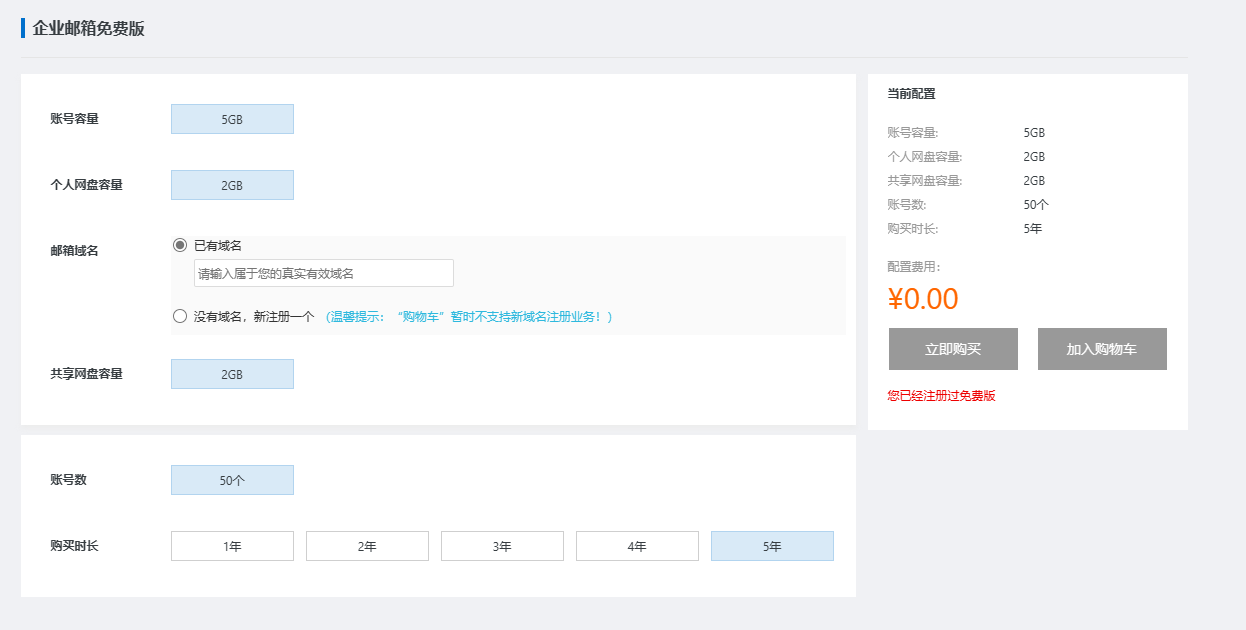 企业邮箱免费版
账号容量
5GB
个人网盘容量
2GB
邮箱域名
已有域名
请输入属于您的真实有效域名
没有域名，新注册一个 （温馨提示：“购物车”暂时不支持新域名注册业务！）
共享网盘容量
2GB
账号数
50个
购买时长
1年 2年 3年 4年 5年
当前配置
账号容量: 5GB
个人网盘容量: 2GB
共享网盘容量: 2GB
账号数: 50个
购买时长: 5年
配置费用：
¥0.00
立即购买 加入购物车
您已经注册过免费版